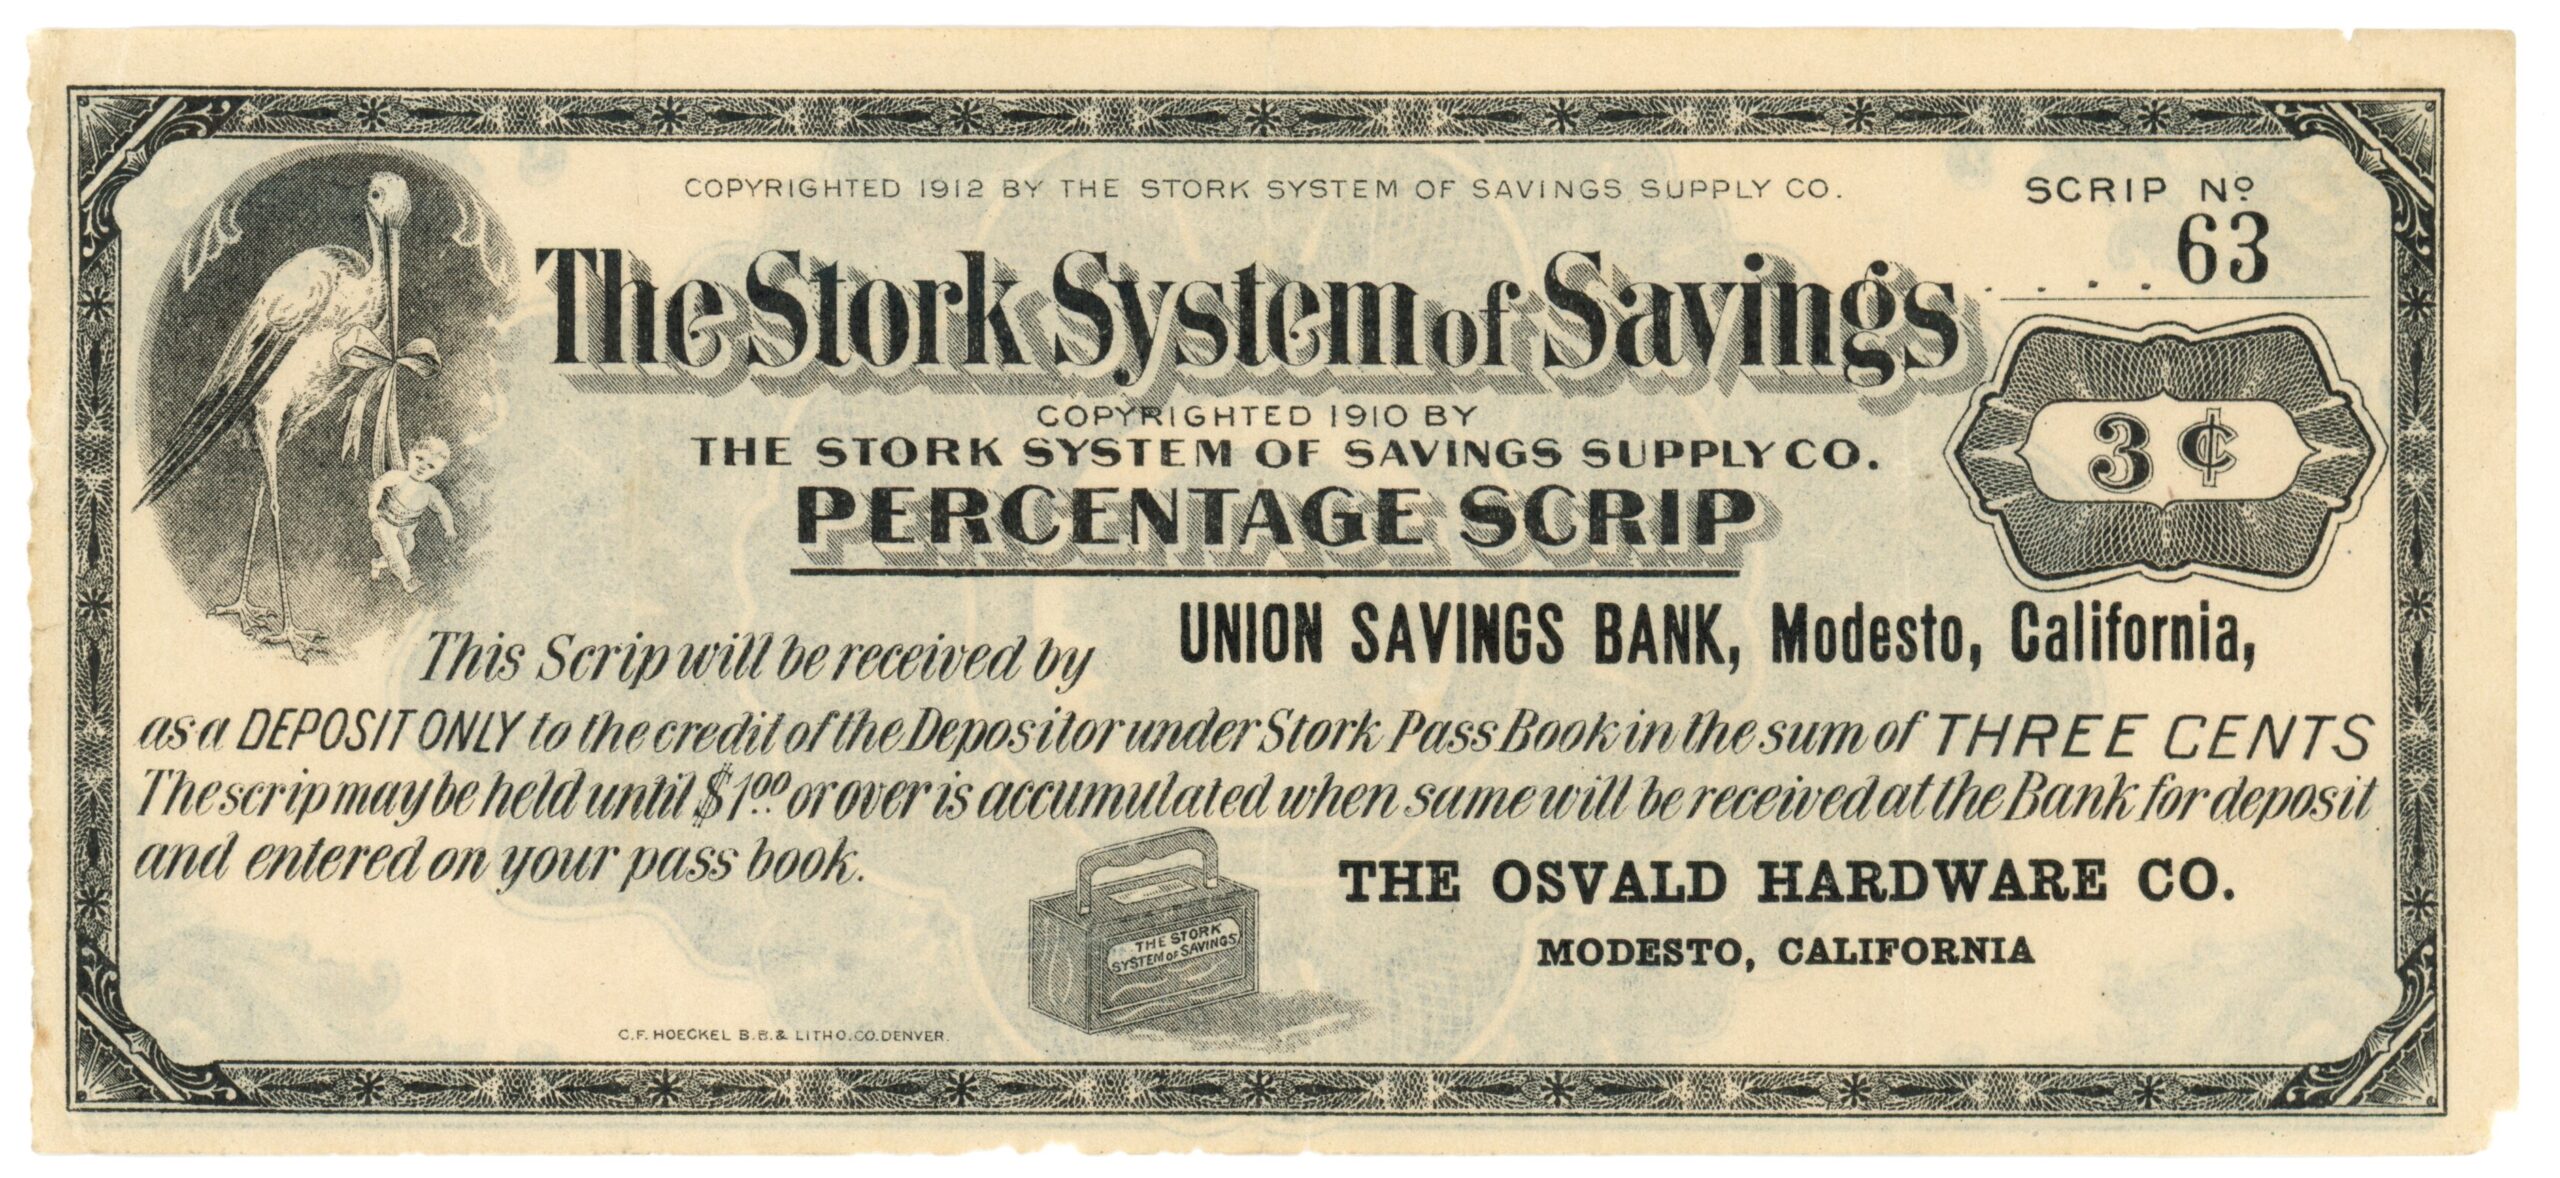 COPYRIGHTED 1912 BY THE STORK SYSTEM OF SAVINGS SUPPLY CO.
SCRIP Nº
63
The Stork System of Savings
COPYRIGHTED 1910 BY
THE STORK SYSTEM OF SAVINGS SUPPLY CO.
3 ¢
PERCENTAGE SCRIP
This Scrip will be received by UNION SAVINGS BANK, Modesto, California,
as a DEPOSIT ONLY to the credit of the Depositor under Stork Pass Book in the sum of THREE CENTS
The scrip may be held until $1.00 or over is accumulated when same will be received at the Bank for deposit
and entered on your pass book.
THE OSVALD HARDWARE CO.
MODESTO, CALIFORNIA
THE STORK
SYSTEM OF SAVINGS
C.F. HOECKEL B.B. & LITHO. CO. DENVER.